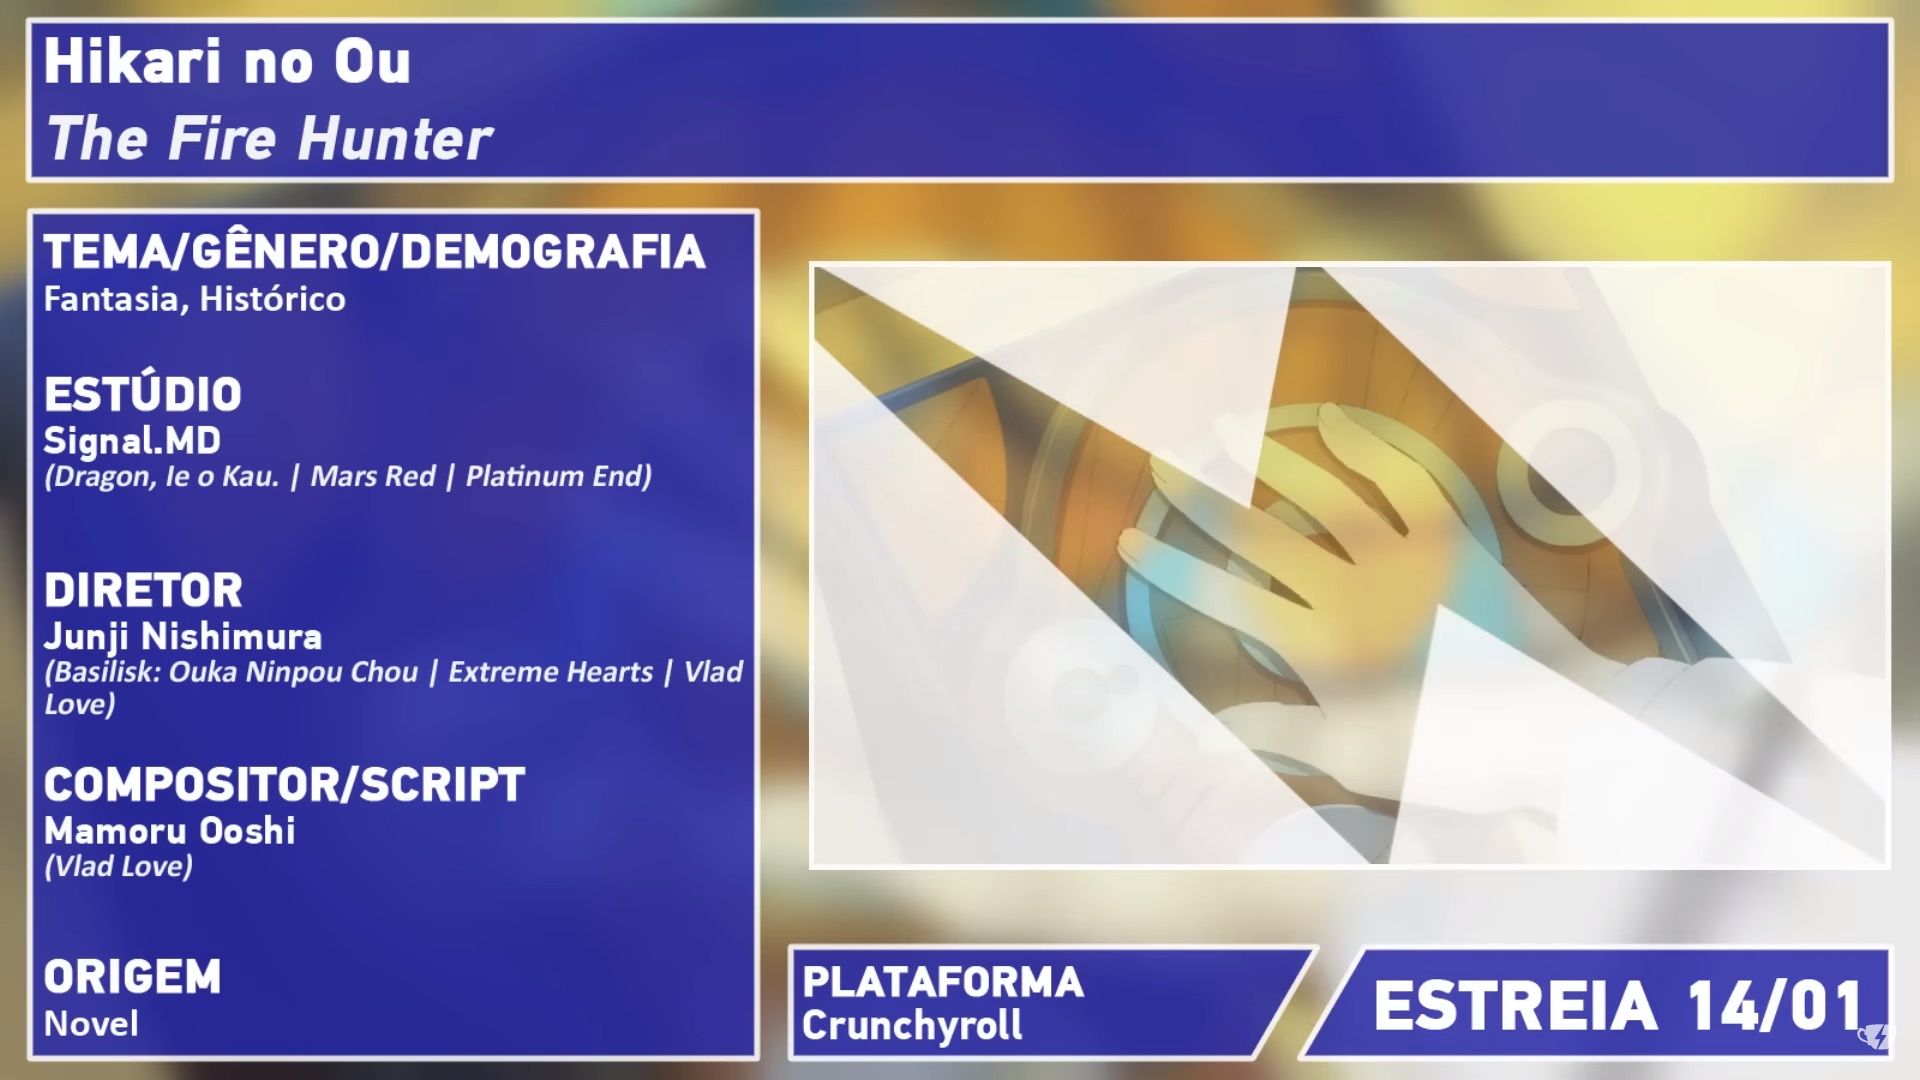 Hikari no Ou
The Fire Hunter
TEMA/GÊNERO/DEMOGRAFIA
Fantasia, Histórico
ESTÚDIO
Signal.MD
(Dragon, Ie o Kau. | Mars Red | Platinum End)
DIRETOR
Junji Nishimura
(Basilisk: Ouka Ninpou Chou | Extreme Hearts | Vlad
Love)
COMPOSITOR/SCRIPT
Mamoru Ooshi
(Vlad Love)
ORIGEM
Novel
PLATAFORMA
Crunchyroll
ESTREIA 14/01